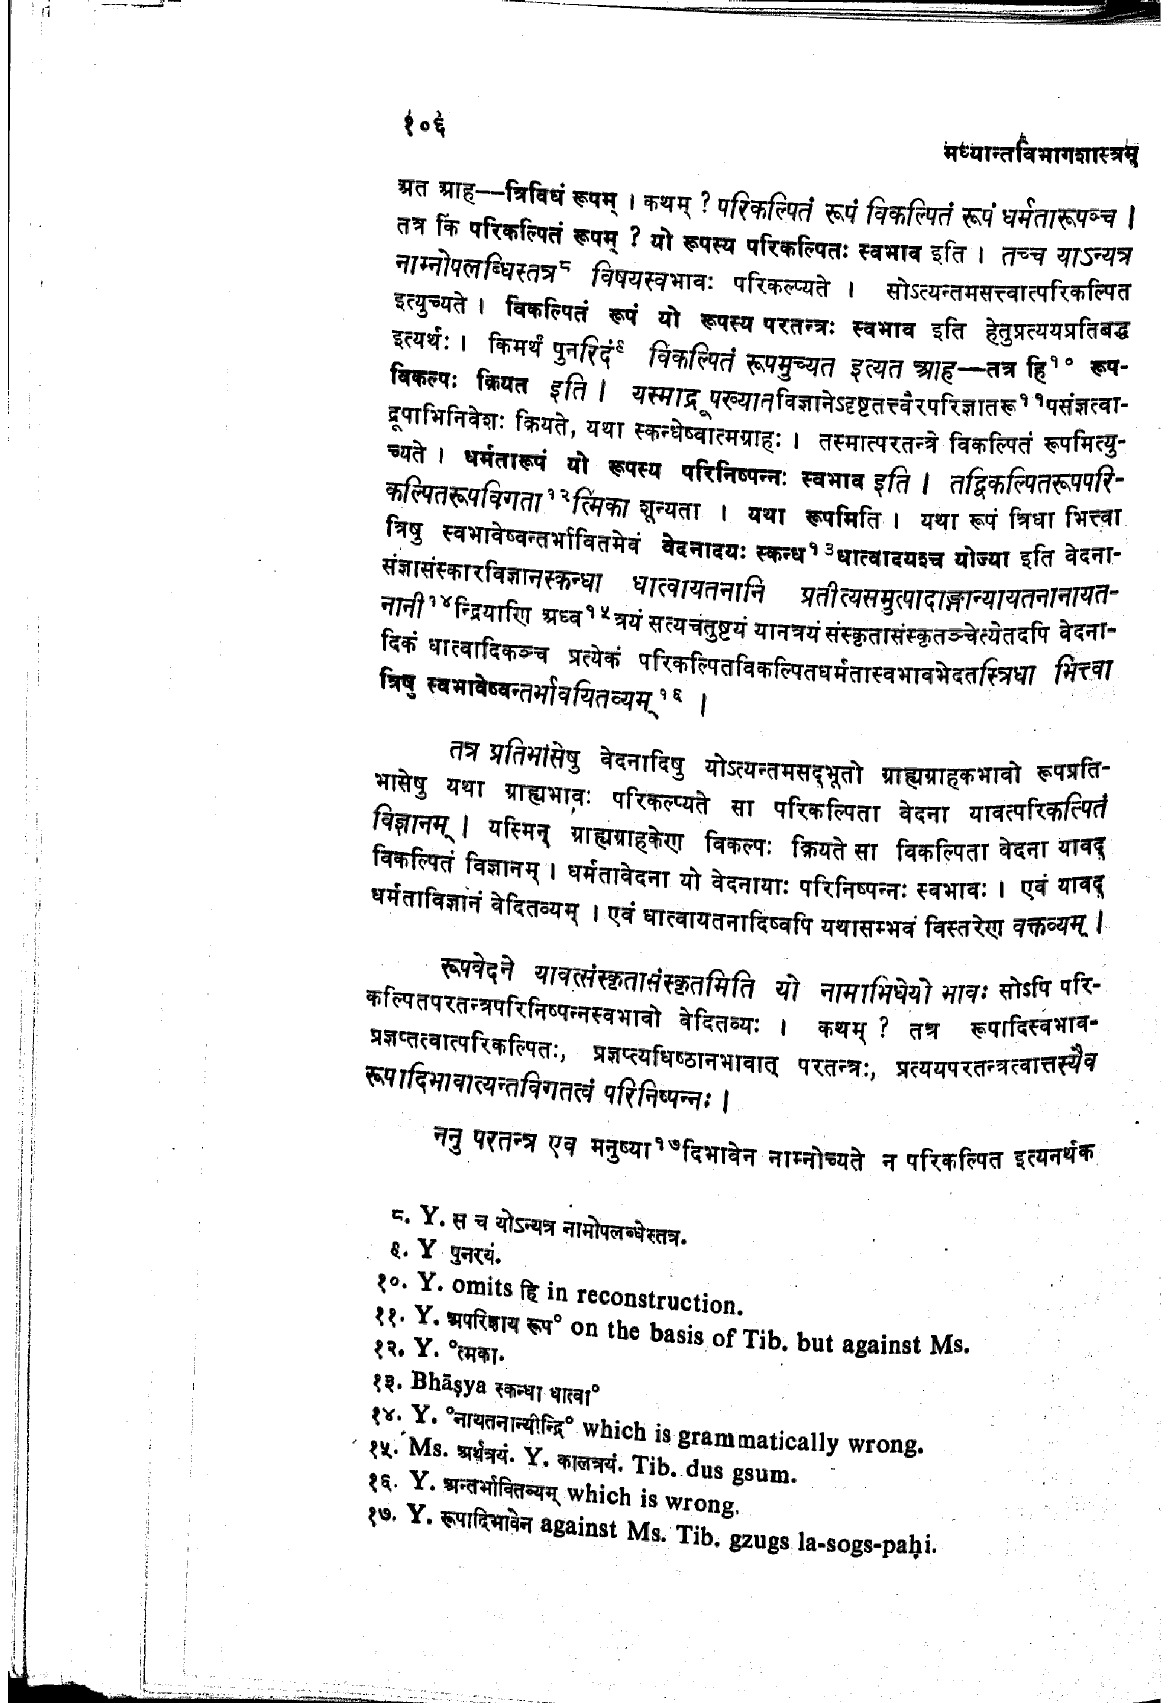 १०६
मध्यान्तविभागशास्त्रम्
अत आह—त्रिविधं रूपम् । कथम् ? परिकल्पितं रूपं विकल्पितं रूपं धर्मतारूपञ्च ।
तत्र किं परिकल्पितं रूपम् ? यो रूपस्य परिकल्पितः स्वभाव इति । तच्च याऽन्यत्र
नाम्नोपलब्धिस्तत्र८ विषयस्वभावः परिकल्प्यते । सोऽत्यन्तमसत्त्वात्परिकल्पित
इत्युच्यते । विकल्पितं रूपं यो रूपस्य परतन्त्रः स्वभाव इति हेतुप्रत्ययप्रतिबद्ध
इत्यर्थः । किमर्थं पुनरिदं९ विकल्पितं रूपमुच्यत इत्यत आह—तत्र हि१० रूप-
विकल्पः क्रियत इति । यस्माद्रूपख्यातविज्ञानेऽदृष्टतत्त्वैरपरिज्ञातरू११पसंज्ञत्वा-
द्रूपाभिनिवेशः क्रियते, यथा स्कन्धेष्वात्मग्राहः । तस्मात्परतन्त्रे विकल्पितं रूपमित्यु-
च्यते । धर्मतारूपं यो रूपस्य परिनिष्पन्नः स्वभाव इति । तद्विकल्पितरूपपरि-
कल्पितरूपविगता१२त्मिका शून्यता । यथा रूपमिति । यथा रूपं त्रिधा भित्त्वा
त्रिषु स्वभावेष्वन्तर्भावितमेवं वेदनादयः स्कन्ध१३धात्वादयश्च योज्या इति वेदना-
संज्ञासंस्कारविज्ञानस्कन्धा धात्वायतनानि प्रतीत्यसमुत्पादाङ्गान्यायतनानायत-
नानी१४न्द्रियाणि अध्व१५त्रयं सत्यचतुष्टयं यानत्रयं संस्कृतासंस्कृतञ्चेत्येतदपि वेदना-
दिकं धात्वादिकञ्च प्रत्येकं परिकल्पितविकल्पितधर्मतास्वभावभेदतस्त्रिधा भित्त्वा
त्रिषु स्वभावेष्वन्तर्भावयितव्यम्१६ ।
तत्र प्रतिभासेषु वेदनादिषु योऽत्यन्तमसद्भूतो ग्राह्यग्राहकभावो रूपप्रति-
भासेषु यथा ग्राह्यभावः परिकल्प्यते सा परिकल्पिता वेदना यावत्परिकल्पितं
विज्ञानम् । यस्मिन् ग्राह्यग्राहकेण विकल्पः क्रियते सा विकल्पिता वेदना यावद्
विकल्पितं विज्ञानम् । धर्मतावेदना यो वेदनायाः परिनिष्पन्नः स्वभावः । एवं यावद्
धर्मताविज्ञानं वेदितव्यम् । एवं धात्वायतनादिष्वपि यथासम्भवं विस्तरेण वक्तव्यम् ।
रूपवेदने यावत्संस्कृतासंस्कृतमिति यो नामाभिधेयो भावः सोऽपि परि-
कल्पितपरतन्त्रपरिनिष्पन्नस्वभावो वेदितव्यः । कथम् ? तत्र रूपादिस्वभाव-
प्रज्ञप्तत्वात्परिकल्पितः, प्रज्ञप्त्यधिष्ठानभावात् परतन्त्रः, प्रत्ययपरतन्त्रत्वात्तस्यैव
रूपादिभावात्यन्तविगतत्वं परिनिष्पन्नः ।
ननु परतन्त्र एव मनुष्या१७दिभावेन नाम्नोच्यते न परिकल्पित इत्यनर्थक
८. Y. स च योऽन्यत्र नामोपलब्धेस्तत्र.
९. Y पुनरयं.
१०. Y. omits हि in reconstruction.
११. Y. अपरिज्ञाय रूप° on the basis of Tib. but against Ms.
१२. Y. °त्मका.
१३. Bhāṣya स्कन्धा धात्वा°
१४. Y. °नायतनान्यीन्द्रि° which is grammatically wrong.
१५. Ms. अर्थत्रयं. Y. कालत्रयं. Tib. dus gsum.
१६. Y. अन्तर्भावितव्यम् which is wrong.
१७. Y. रूपादिभावेन against Ms. Tib. gzugs la-sogs-paḥi.